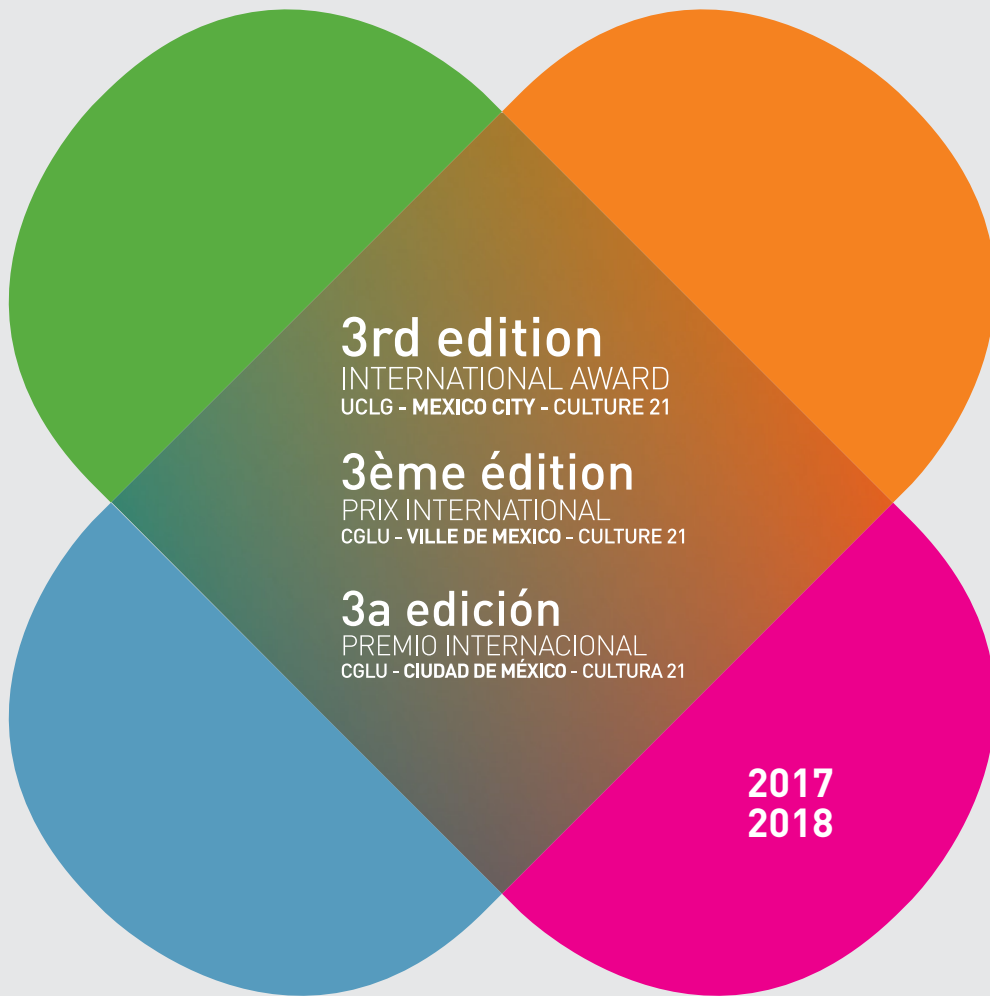 3rd edition
INTERNATIONAL AWARD
UCLG - MEXICO CITY - CULTURE 21
3ème édition
PRIX INTERNATIONAL
CGLU - VILLE DE MEXICO - CULTURE 21
3a edición
PREMIO INTERNACIONAL
CGLU - CIUDAD DE MÉXICO - CULTURA 21
2017
2018